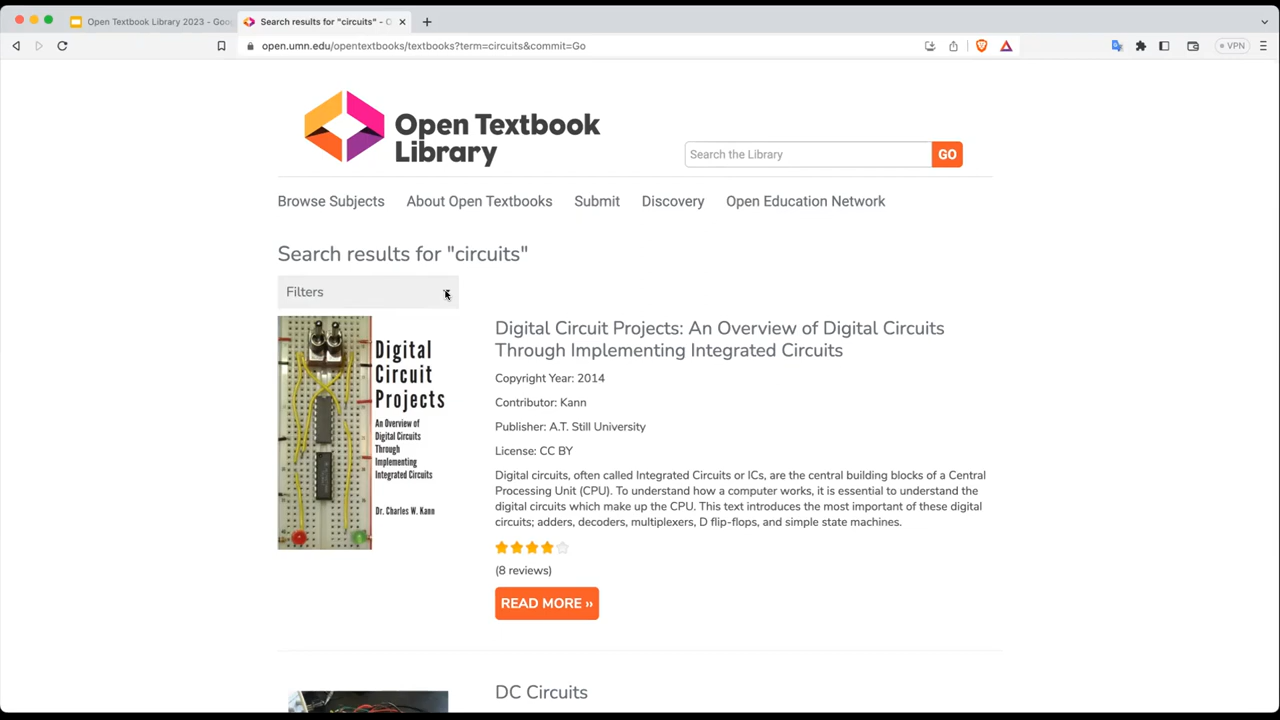 Open Textbook Library 2023 - Goo
Search results for "circuits" - O
open.umn.edu/opentextbooks/textbooks?term=circuits&commit=Go
VPN
Open Textbook
Library
Search the Library
GO
Browse Subjects
About Open Textbooks
Submit
Discovery
Open Education Network
Search results for "circuits"
Filters
Digital
Circuit
Projects
An Overview of
Digital Circuits
Through
Implementing
Integrated Circuits
Dr. Charles W. Kann
Digital Circuit Projects: An Overview of Digital Circuits
Through Implementing Integrated Circuits
Copyright Year: 2014
Contributor: Kann
Publisher: A.T. Still University
License: CC BY
Digital circuits, often called Integrated Circuits or ICs, are the central building blocks of a Central
Processing Unit (CPU). To understand how a computer works, it is essential to understand the
digital circuits which make up the CPU. This text introduces the most important of these digital
circuits; adders, decoders, multiplexers, D flip-flops, and simple state machines.
(8 reviews)
READ MORE ››
DC Circuits